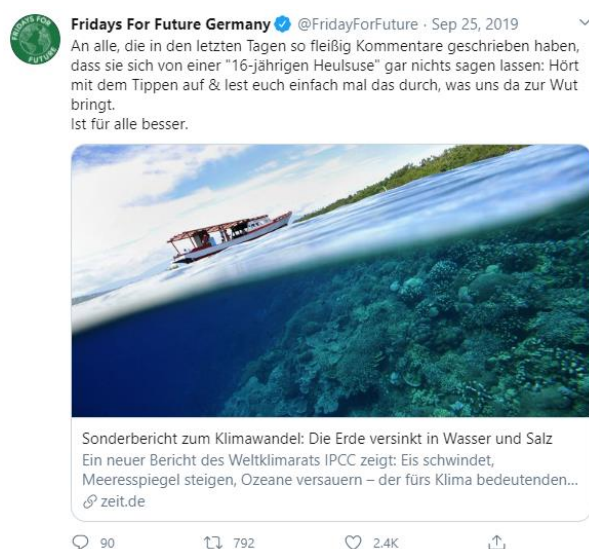 FRIDAYS FOR
FUTURE
Fridays For Future Germany @FridayForFuture · Sep 25, 2019
An alle, die in den letzten Tagen so fleißig Kommentare geschrieben haben,
dass sie sich von einer "16-jährigen Heulsuse" gar nichts sagen lassen: Hört
mit dem Tippen auf & lest euch einfach mal das durch, was uns da zur Wut
bringt.
Ist für alle besser.
Sonderbericht zum Klimawandel: Die Erde versinkt in Wasser und Salz
Ein neuer Bericht des Weltklimarats IPCC zeigt: Eis schwindet,
Meeresspiegel steigen, Ozeane versauern – der fürs Klima bedeutenden...
zeit.de
90 792 2.4K